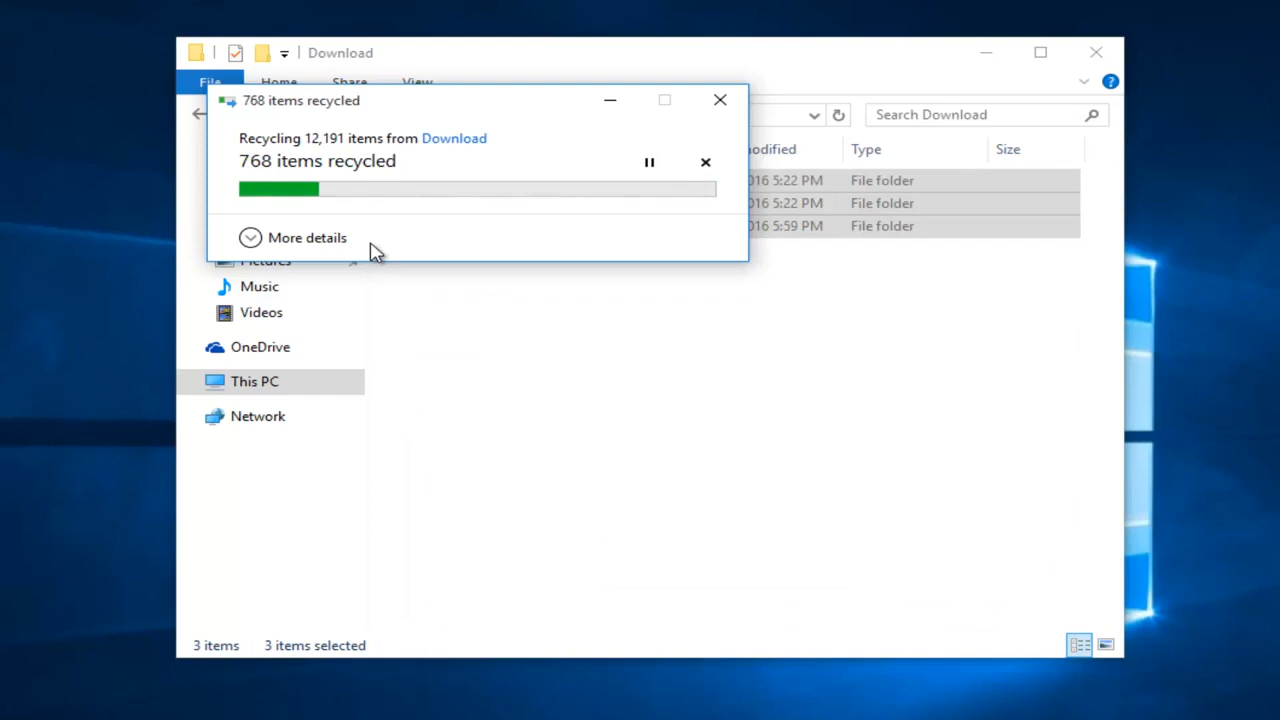 Download
File Home Share View
768 items recycled
Search Download
Recycling 12,191 items from Download
768 items recycled
Type Size
016 5:22 PM File folder
016 5:22 PM File folder
016 5:59 PM File folder
More details
Pictures
Music
Videos
OneDrive
This PC
Network
3 items 3 items selected